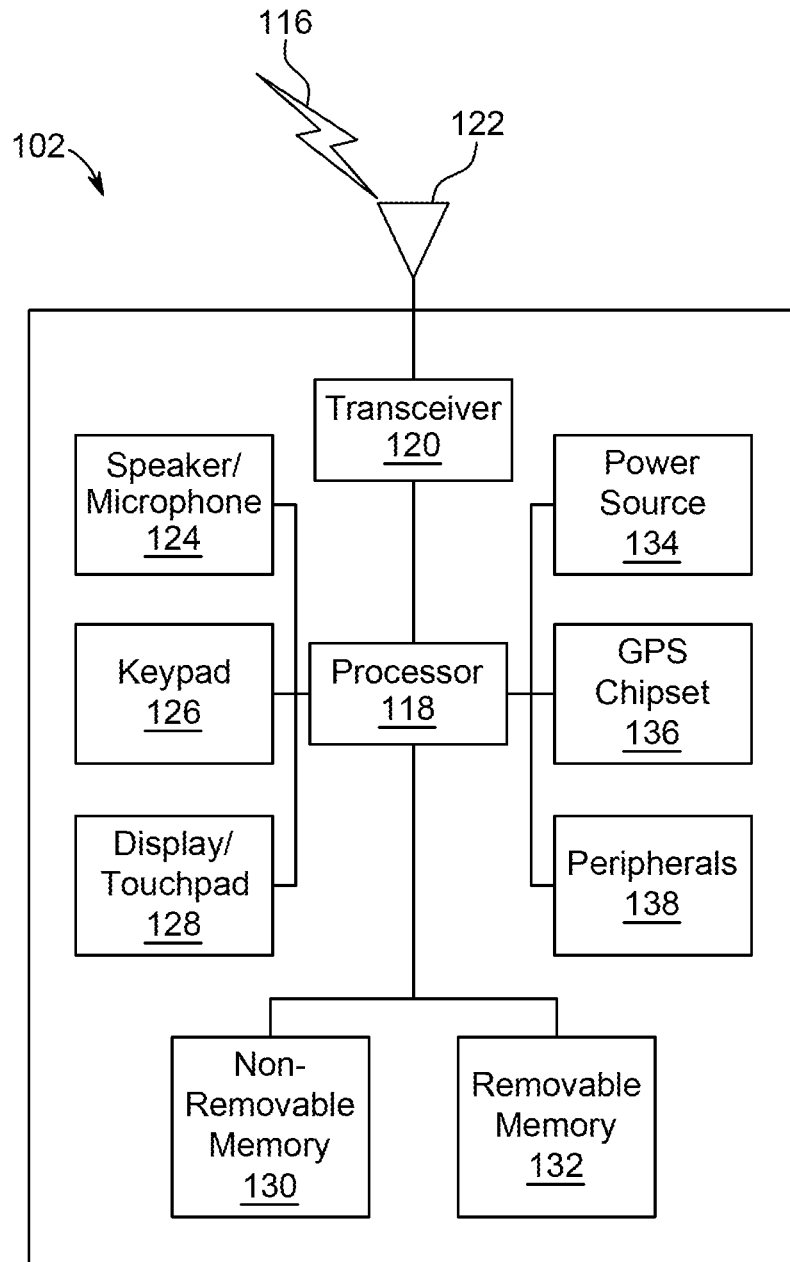 116
122
102
Transceiver
120
Speaker/
Microphone
124
Power
Source
134
Keypad
126
Processor
118
GPS
Chipset
136
Display/
Touchpad
128
Peripherals
138
Non-
Removable
Memory
130
Removable
Memory
132